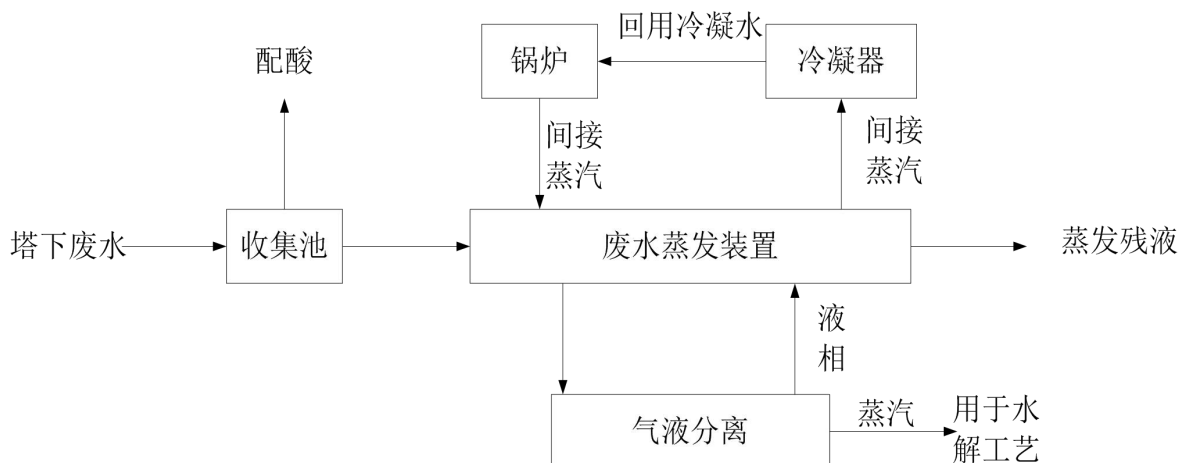 回用冷凝水
配酸
锅炉
冷凝器
间接
蒸汽
间接
蒸汽
塔下废水
收集池
废水蒸发装置
蒸发残液
液
相
气液分离
蒸汽
用于水
解工艺